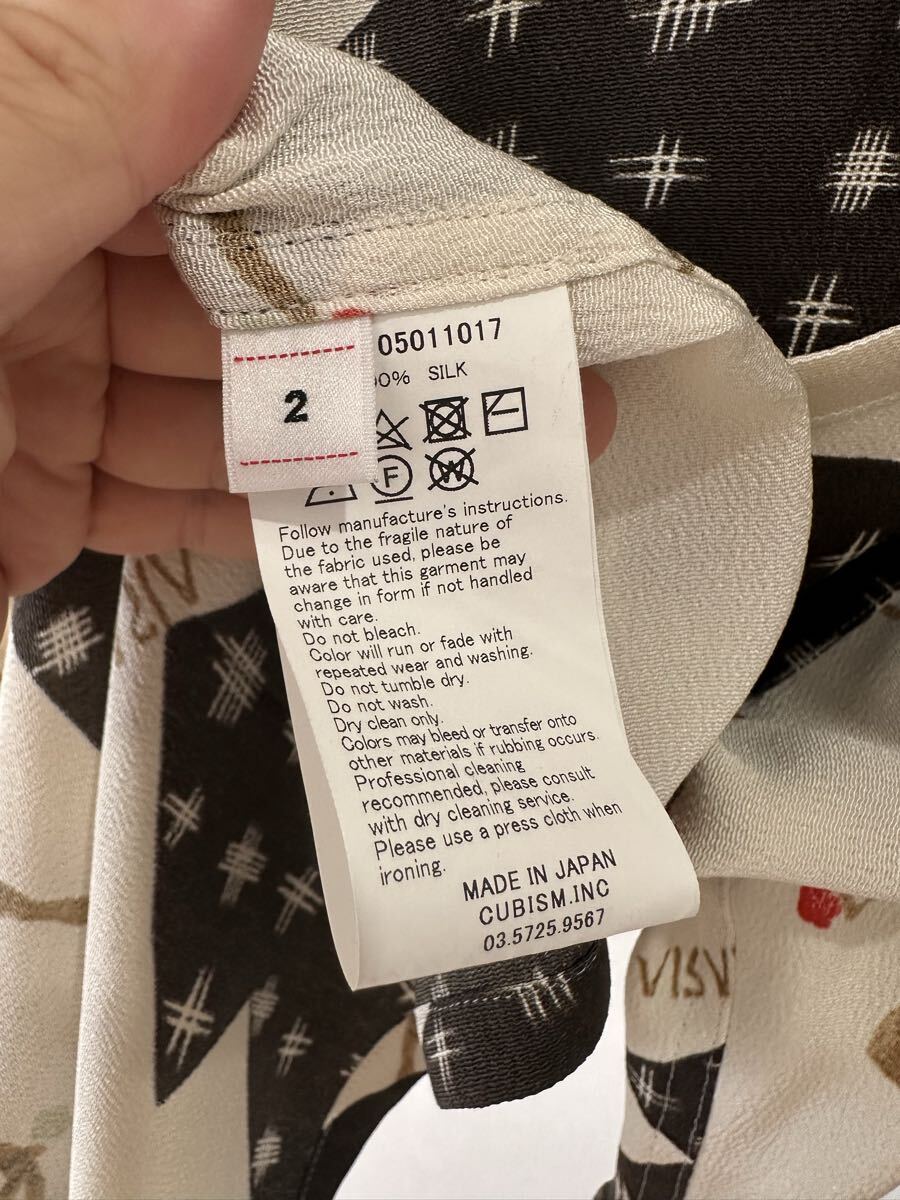 05011017
2
00% SILK
F
W
Follow manufacture's instructions.
Due to the fragile nature of
the fabric used, please be
aware that this garment may
change in form if not handled
with care.
Do not bleach.
Color will run or fade with
repeated wear and washing.
Do not tumble dry.
Do not wash.
Dry clean only.
Colors may bleed or transfer onto
other materials if rubbing occurs.
Professional cleaning
recommended, please consult
with dry cleaning service.
Please use a press cloth when
ironing.
MADE IN JAPAN
CUBISM.INC
03.5725.9567